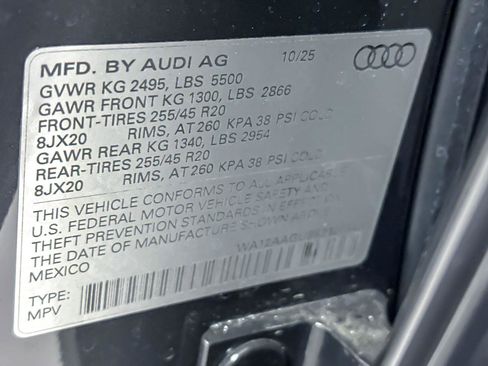 MFD. BY AUDI AG 10/25
GVWR KG 2495, LBS 5500
GAWR FRONT KG 1300, LBS 2866
FRONT-TIRES 255/45 R20
8JX20 RIMS, AT 260 KPA 38 PSI COLD
GAWR REAR KG 1340, LBS 2954
REAR-TIRES 255/45 R20
8JX20 RIMS, AT 260 KPA 38 PSI COLD
THIS VEHICLE CONFORMS TO ALL APPLICABLE
U.S. FEDERAL MOTOR VEHICLE SAFETY AND
THEFT PREVENTION STANDARDS IN EFFECT ON
THE DATE OF MANUFACTURE SHOWN ABOVE
MEXICO
TYPE:
MPV